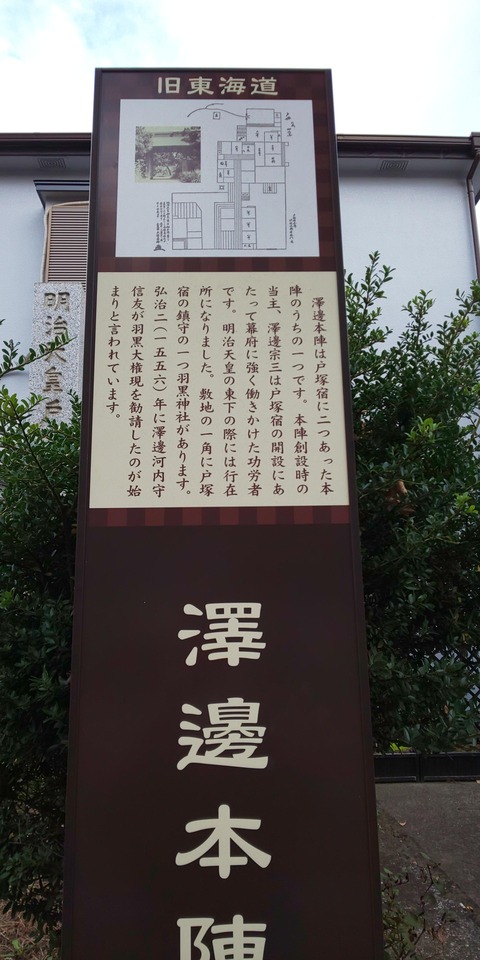 旧東海道
澤邊本陣は戸塚宿に二つあった本
陣のうちの一つです。本陣創設時の
当主、澤邊宗三は戸塚宿の開設にあ
たって幕府に強く働きかけた功労者
です。明治天皇の東下の際には行在
所になりました。敷地の一角に戸塚
宿の鎮守の一つ羽黒神社があります。
弘治二(一五五六)年に澤邊河内守
信友が羽黒大権現を勧請したのが始
まりと言われています。
澤邊本陣
明治天皇